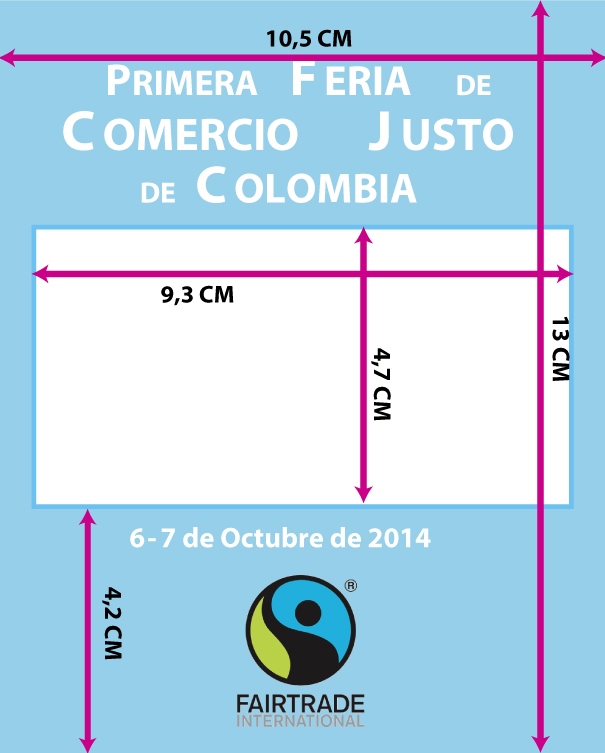 10,5 CM
PRIMERA FERIA DE
COMERCIO JUSTO
DE COLOMBIA
9,3 CM
13 CM
4,7 CM
6-7 de Octubre de 2014
4,2 CM
®
FAIRTRADE
INTERNATIONAL